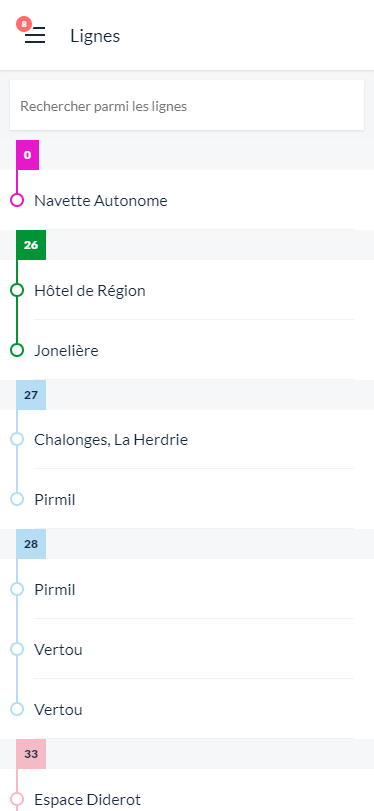 8
Lignes
Rechercher parmi les lignes
0
Navette Autonome
26
Hôtel de Région
Jonelière
27
Chalonges, La Herdrie
Pirmil
28
Pirmil
Vertou
Vertou
33
Espace Diderot